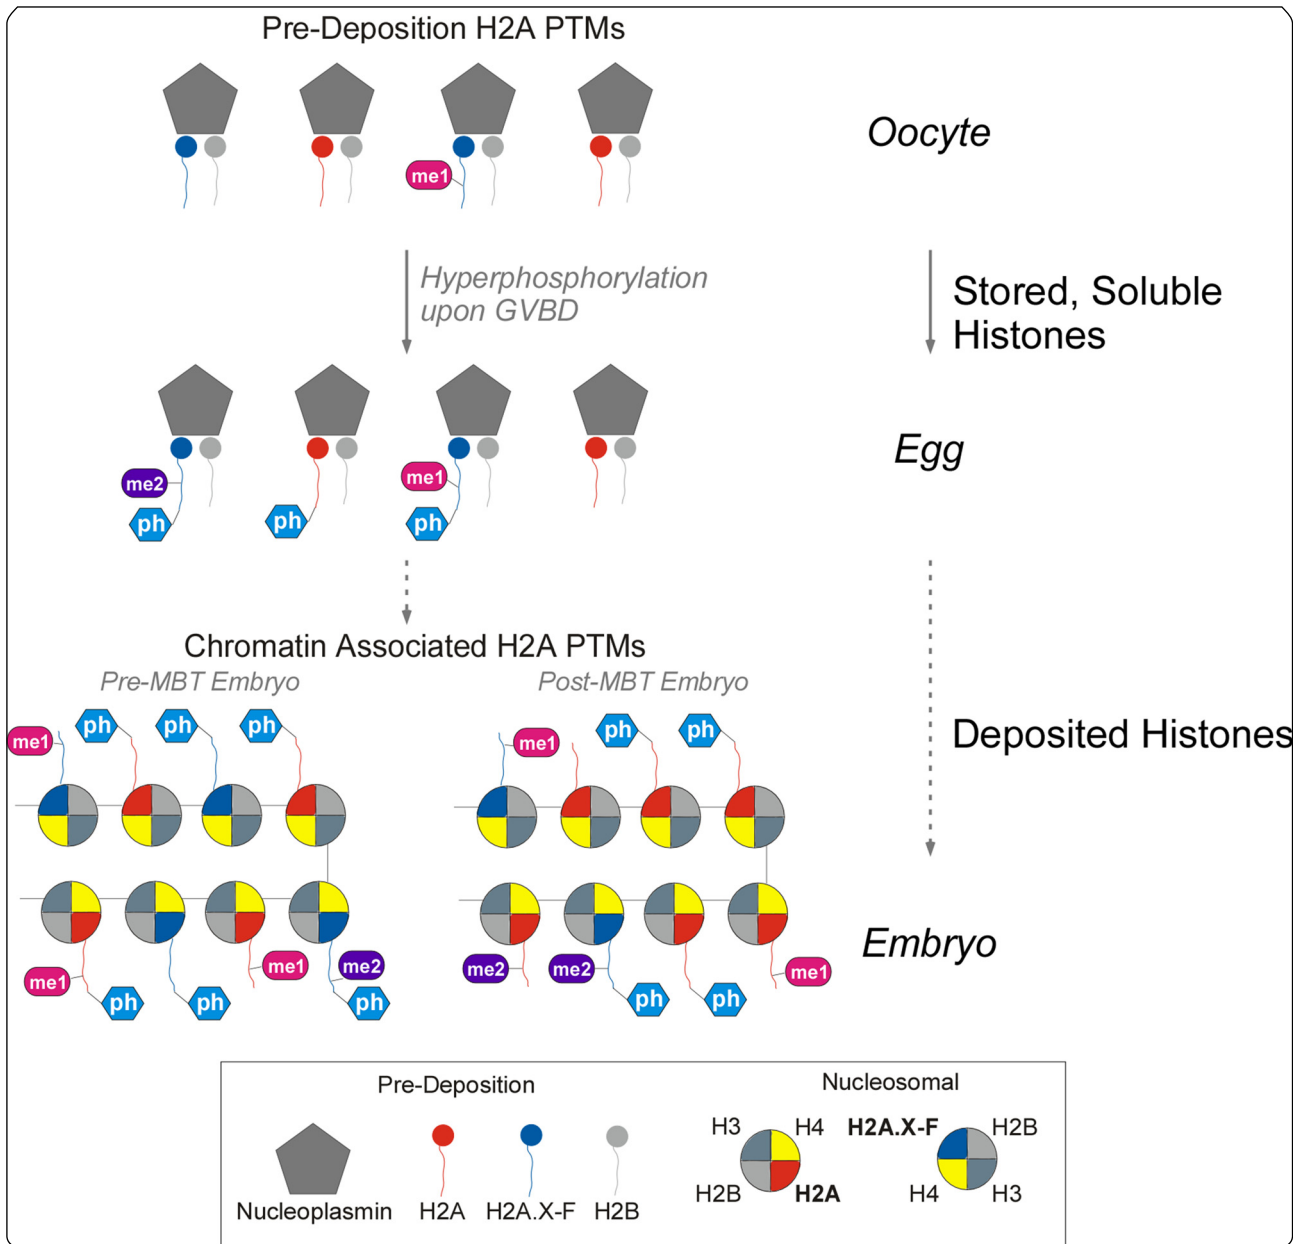 Pre-Deposition H2A PTMs
Oocyte
me1
Hyperphosphorylation
upon GVBD
Stored, Soluble
Histones
Egg
me2
me1
ph
ph
ph
Chromatin Associated H2A PTMs
Pre-MBT Embryo
Post-MBT Embryo
me1
ph
ph
ph
me1
ph
ph
Deposited Histones
Embryo
me1
me1
me2
ph
ph
ph
me2
me2
me1
ph
ph
Pre-Deposition
Nucleosomal
H3
H4
H2A.X-F
H2B
H2B
H2A
H4
H3
Nucleoplasmin
H2A
H2A.X-F
H2B